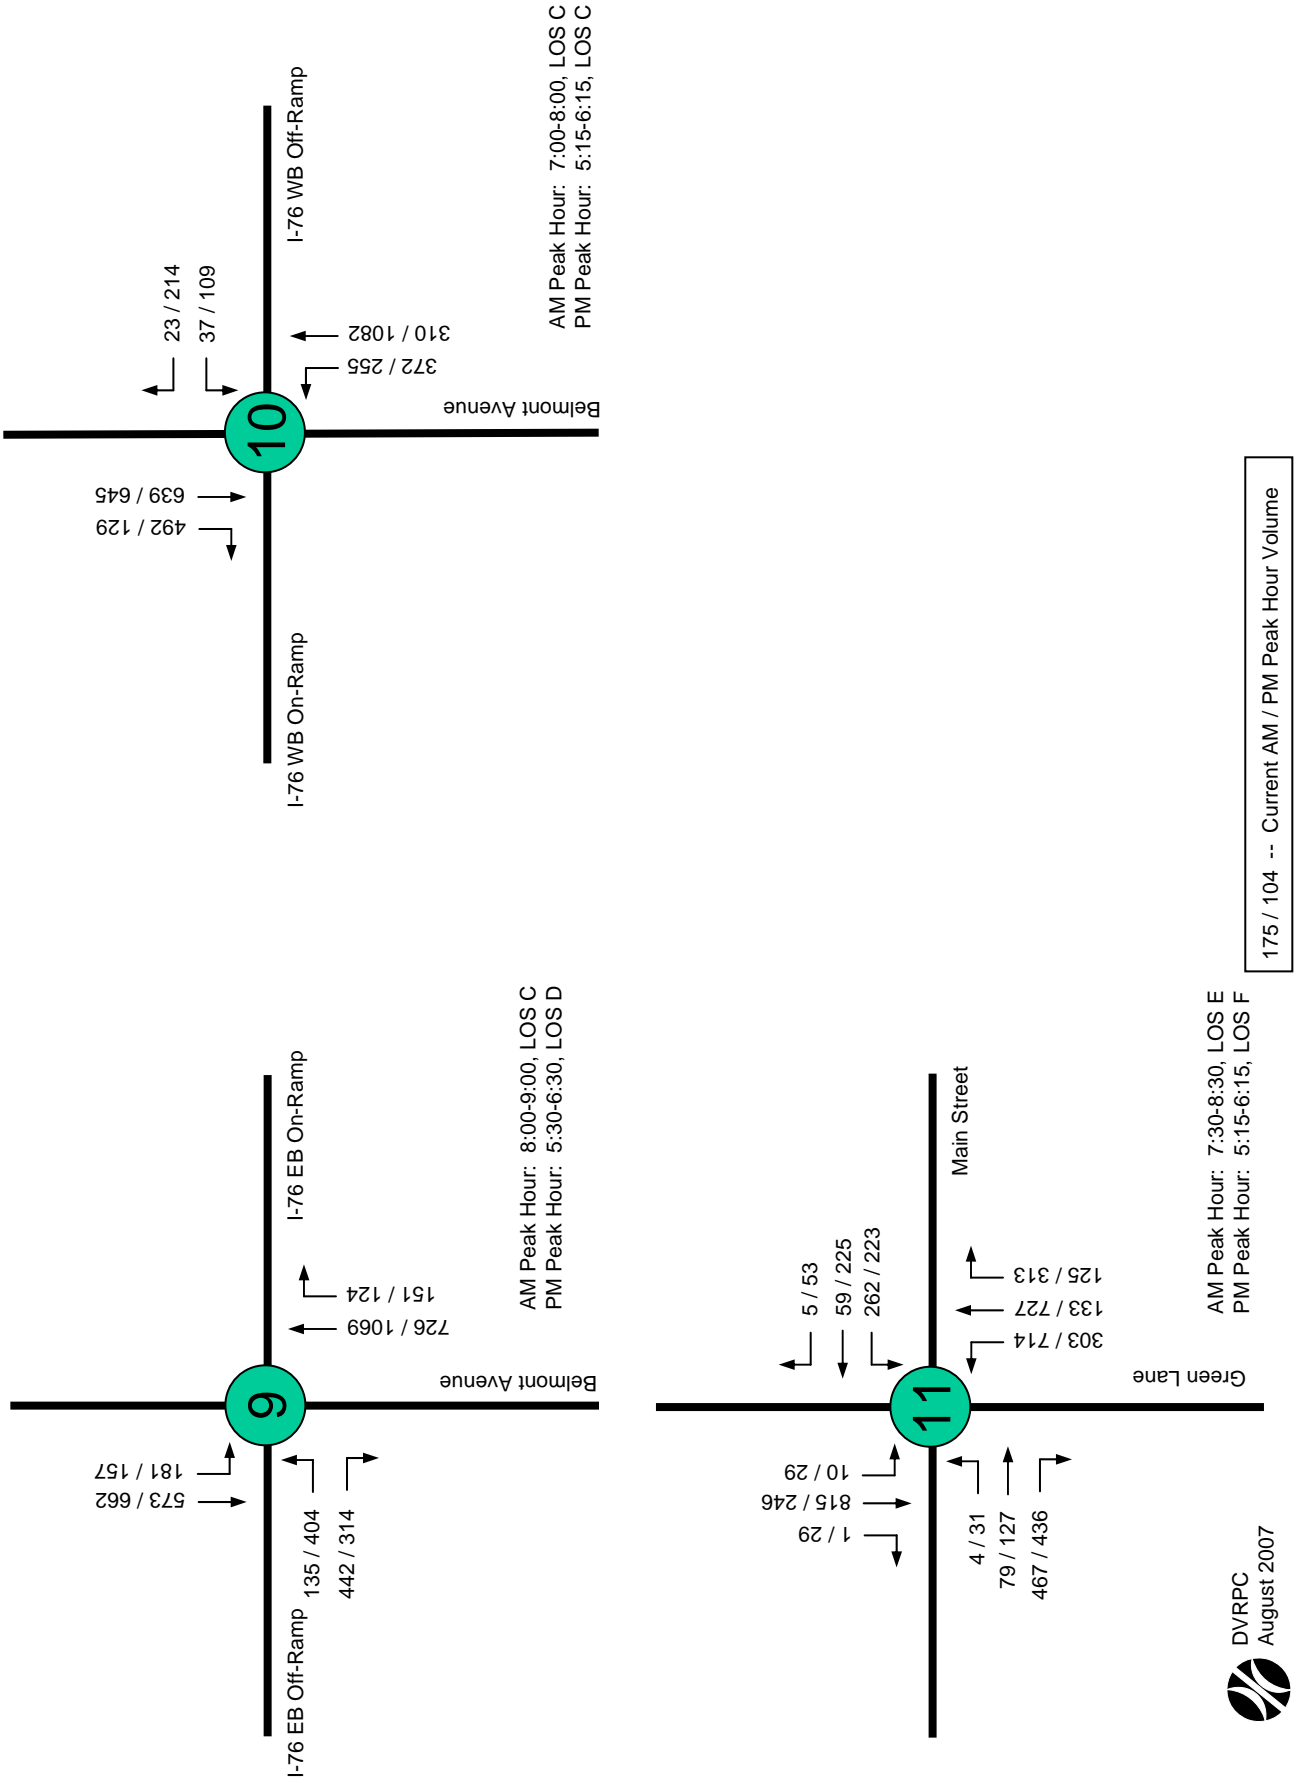 573 / 662
181 / 157
I-76 EB Off-Ramp
135 / 404
442 / 314
9
I-76 EB On-Ramp
151 / 124
726 / 1069
Belmont Avenue
AM Peak Hour: 8:00-9:00, LOS C
PM Peak Hour: 5:30-6:30, LOS D
492 / 129
639 / 645
23 / 214
37 / 109
10
I-76 WB On-Ramp
I-76 WB Off-Ramp
310 / 1082
372 / 255
Belmont Avenue
AM Peak Hour: 7:00-8:00, LOS C
PM Peak Hour: 5:15-6:15, LOS C
1 / 29
815 / 246
10 / 29
5 / 53
59 / 225
262 / 223
11
Main Street
4 / 31
79 / 127
467 / 436
303 / 714
133 / 727
125 / 313
Green Lane
AM Peak Hour: 7:30-8:30, LOS E
PM Peak Hour: 5:15-6:15, LOS F
DVRPC
August 2007
175 / 104 -- Current AM / PM Peak Hour Volume